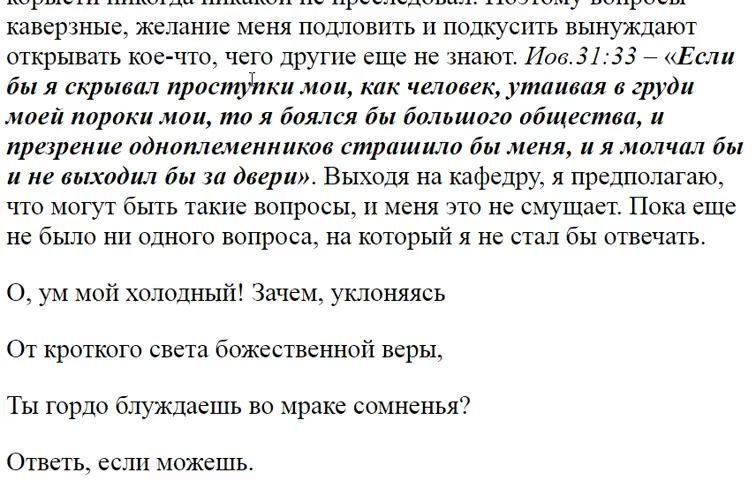 корысти никогда никакой не преследовал. Поэтому вопросы
каверзные, желание меня подловить и подкусить вынуждают
открывать кое-что, чего другие еще не знают. Иов.31:33 – «Если
бы я скрывал проступки мои, как человек, утаивая в груди
моей пороки мои, то я боялся бы большого общества, и
презрение одноплеменников страшило бы меня, и я молчал бы
и не выходил бы за двери». Выходя на кафедру, я предполагаю,
что могут быть такие вопросы, и меня это не смущает. Пока еще
не было ни одного вопроса, на который я не стал бы отвечать.
О, ум мой холодный! Зачем, уклоняясь
От кроткого света божественной веры,
Ты гордо блуждаешь во мраке сомненья?
Ответь, если можешь.